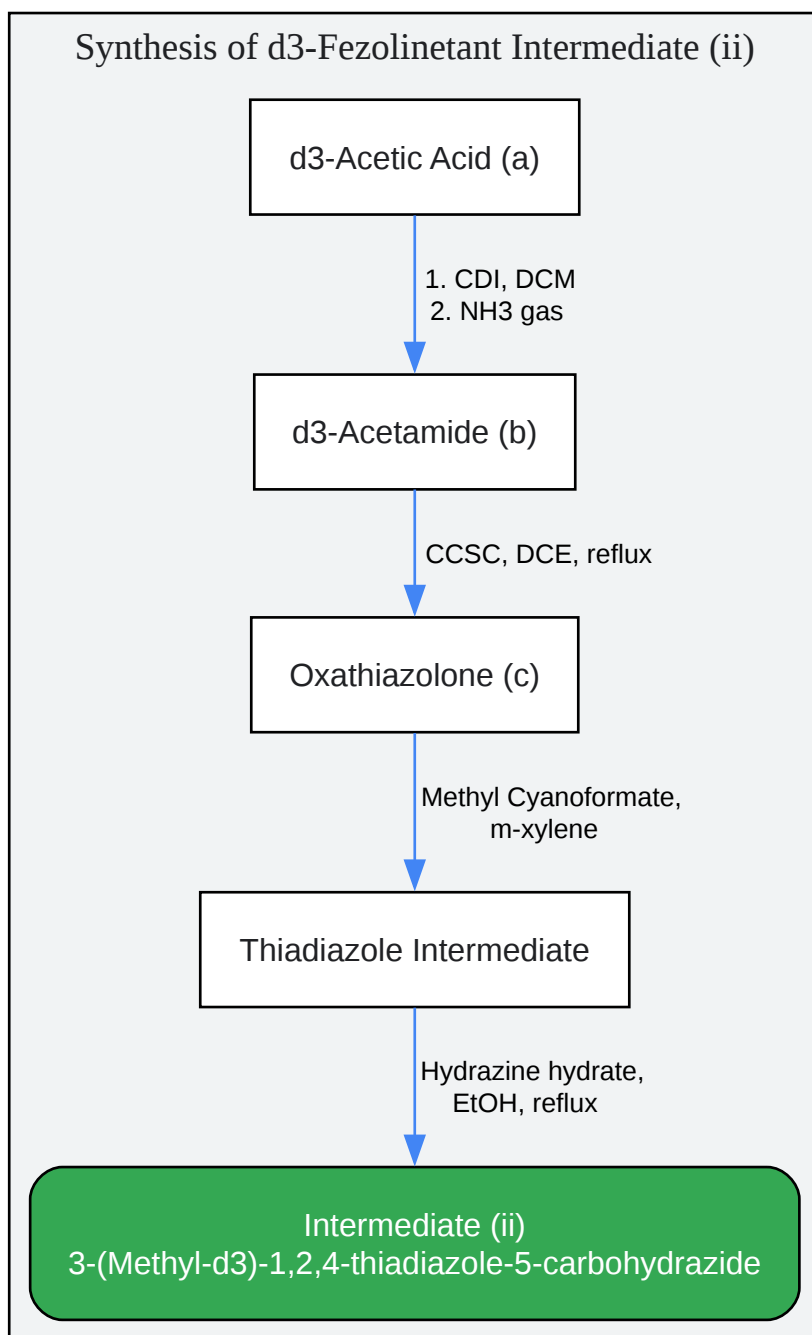 Synthesis of d3-Fezolinetant Intermediate (ii)
d3-Acetic Acid (a)
1. CDI, DCM
2. NH3 gas
d3-Acetamide (b)
CCSC, DCE, reflux
Oxathiazolone (c)
Methyl Cyanoformate,
m-xylene
Thiadiazole Intermediate
Hydrazine hydrate,
EtOH, reflux
Intermediate (ii)
3-(Methyl-d3)-1,2,4-thiadiazole-5-carbohydrazide